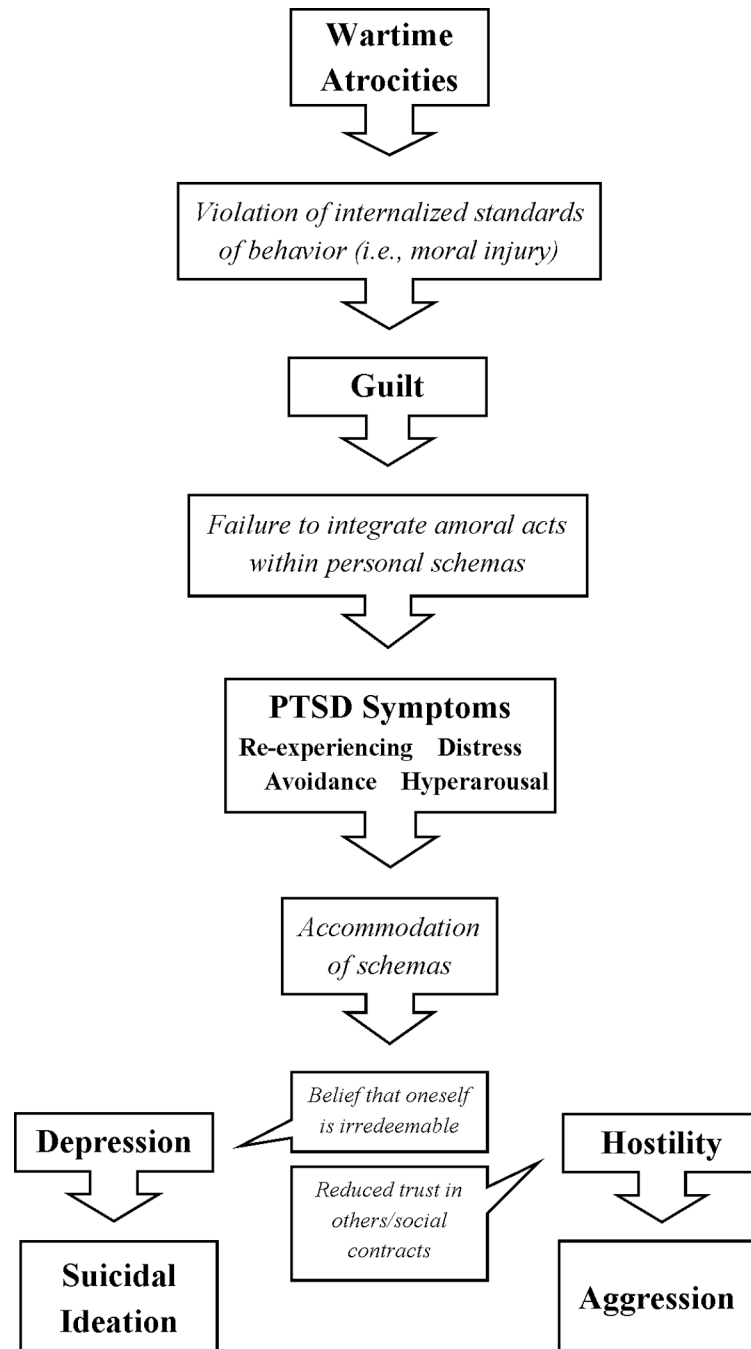 Wartime
Atrocities
Violation of internalized standards
of behavior (i.e., moral injury)
Guilt
Failure to integrate amoral acts
within personal schemas
PTSD Symptoms
Re-experiencing Distress
Avoidance Hyperarousal
Accommodation
of schemas
Belief that oneself
is irredeemable
Depression
Hostility
Reduced trust in
others/social
contracts
Suicidal
Ideation
Aggression